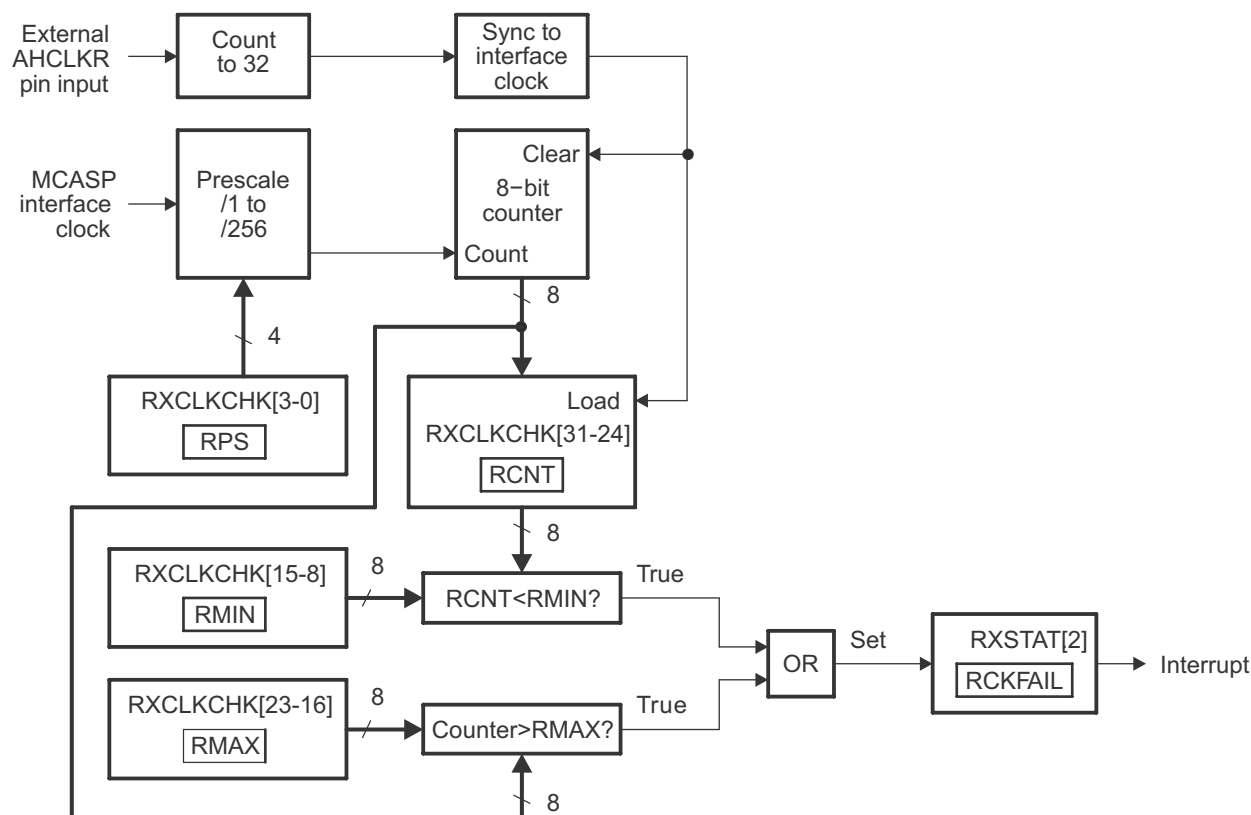 External
AHCLKR
pin input
Count
to 32
Sync to
interface
clock
MCASP
interface
clock
Prescale
/1 to
/256
Clear
8−bit
counter
Count
8
4
RXCLKCHK[3-0]
RPS
Load
RXCLKCHK[31-24]
RCNT
8
RXCLKCHK[15-8]
RMIN
8
RCNT<RMIN?
True
OR
Set
RXSTAT[2]
RCKFAIL
Interrupt
RXCLKCHK[23-16]
RMAX
8
Counter>RMAX?
True
8